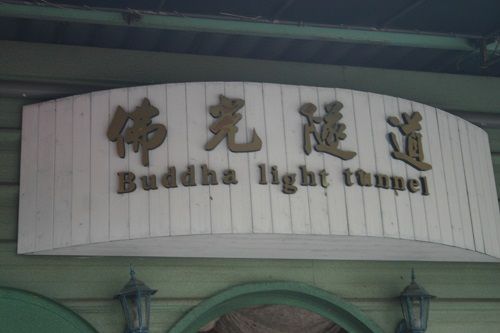 佛光隧道
Buddha light tunnel